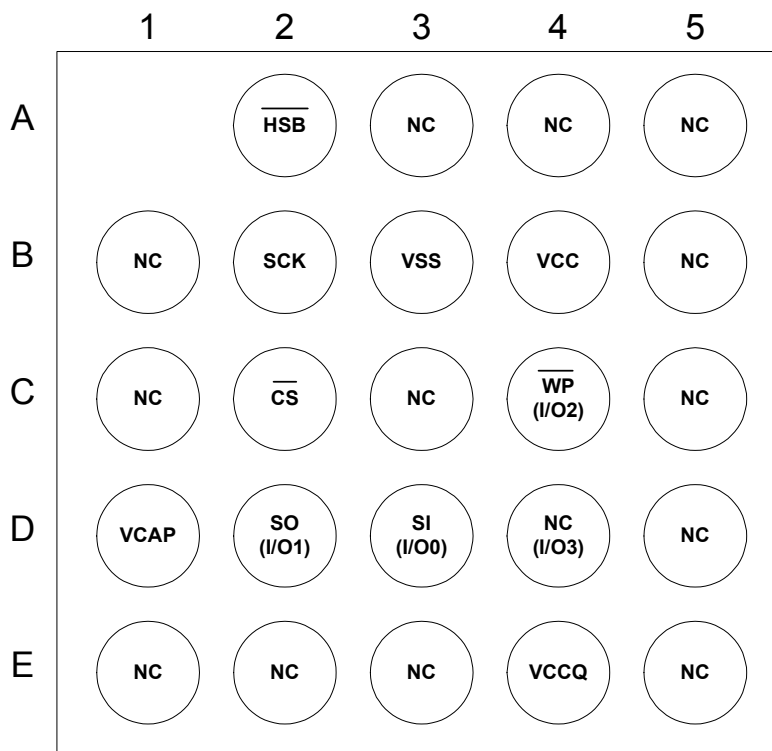 1 2 3 4 5
A HSB NC NC NC
B NC SCK VSS VCC NC
C NC CS NC WP (I/O2) NC
D VCAP SO (I/O1) SI (I/O0) NC (I/O3) NC
E NC NC NC VCCQ NC